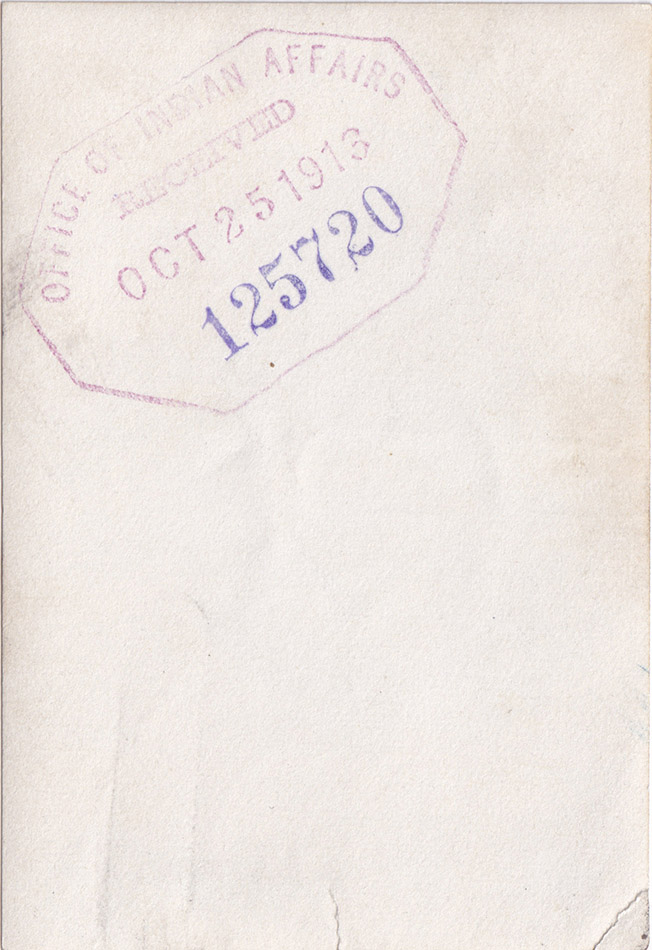 OFFICE OF INDIAN AFFAIRS
RECEIVED
OCT 25 1913
125720